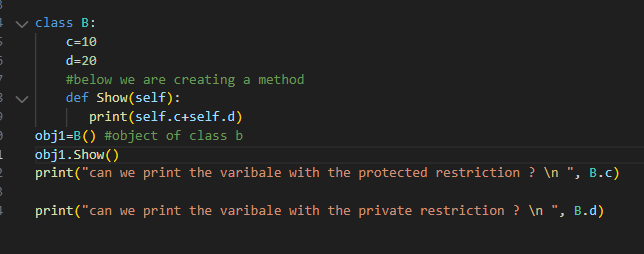 class B:
    c=10
    d=20
    #below we are creating a method
    def Show(self):
       print(self.c+self.d)
obj1=B() #object of class b
obj1.Show()
print("can we print the varibale with the protected restriction ? \n ", B.c)
print("can we print the varibale with the private restriction ? \n ", B.d)